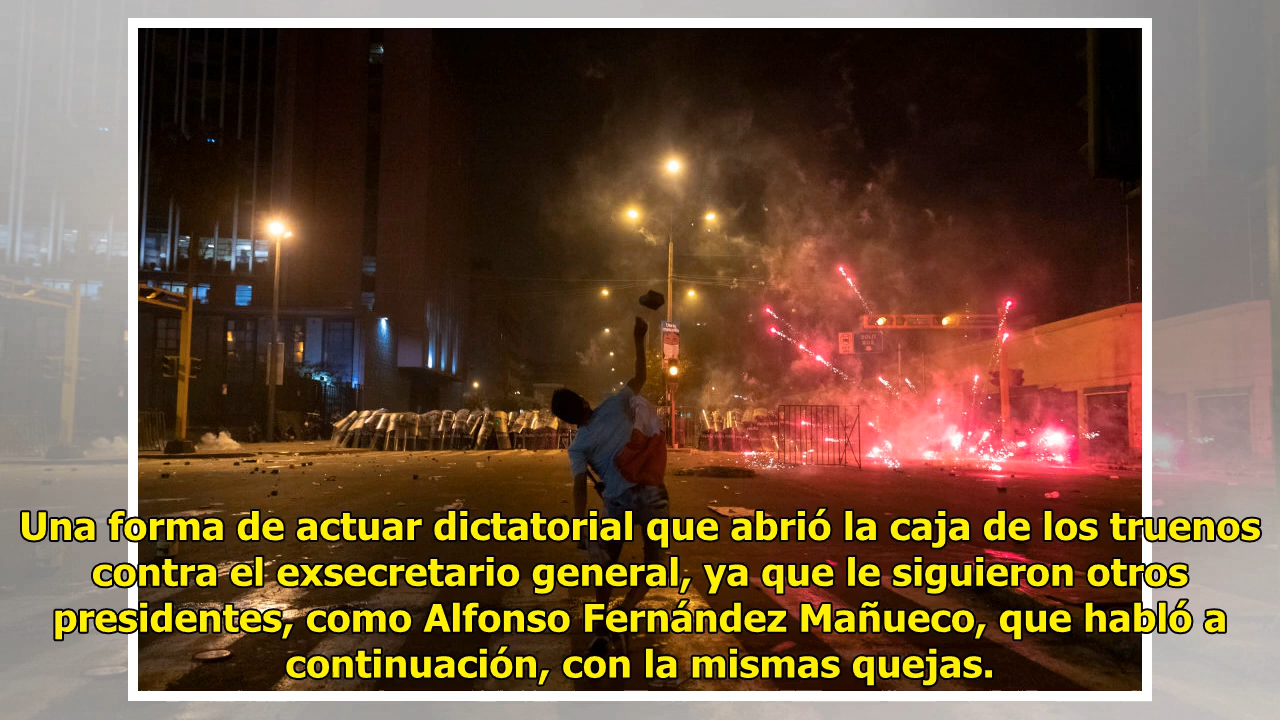 Una forma de actuar dictatorial que abrió la caja de los truenos
contra el exsecretario general, ya que le siguieron otros
presidentes, como Alfonso Fernández Mañueco, que habló a
continuación, con la mismas quejas.